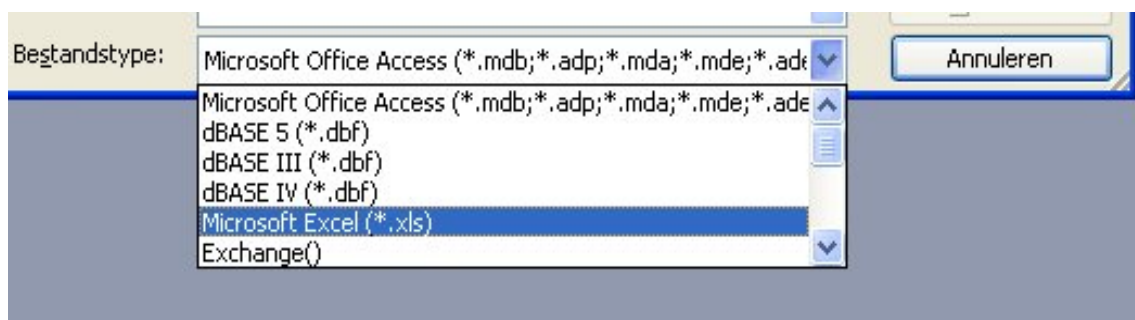 Bestandstype: Microsoft Office Access (*.mdb;*.adp;*.mda;*.mde;*.ade Annuleren
Microsoft Office Access (*.mdb;*.adp;*.mda;*.mde;*.ade
dBASE 5 (*.dbf)
dBASE III (*.dbf)
dBASE IV (*.dbf)
Microsoft Excel (*.xls)
Exchange()